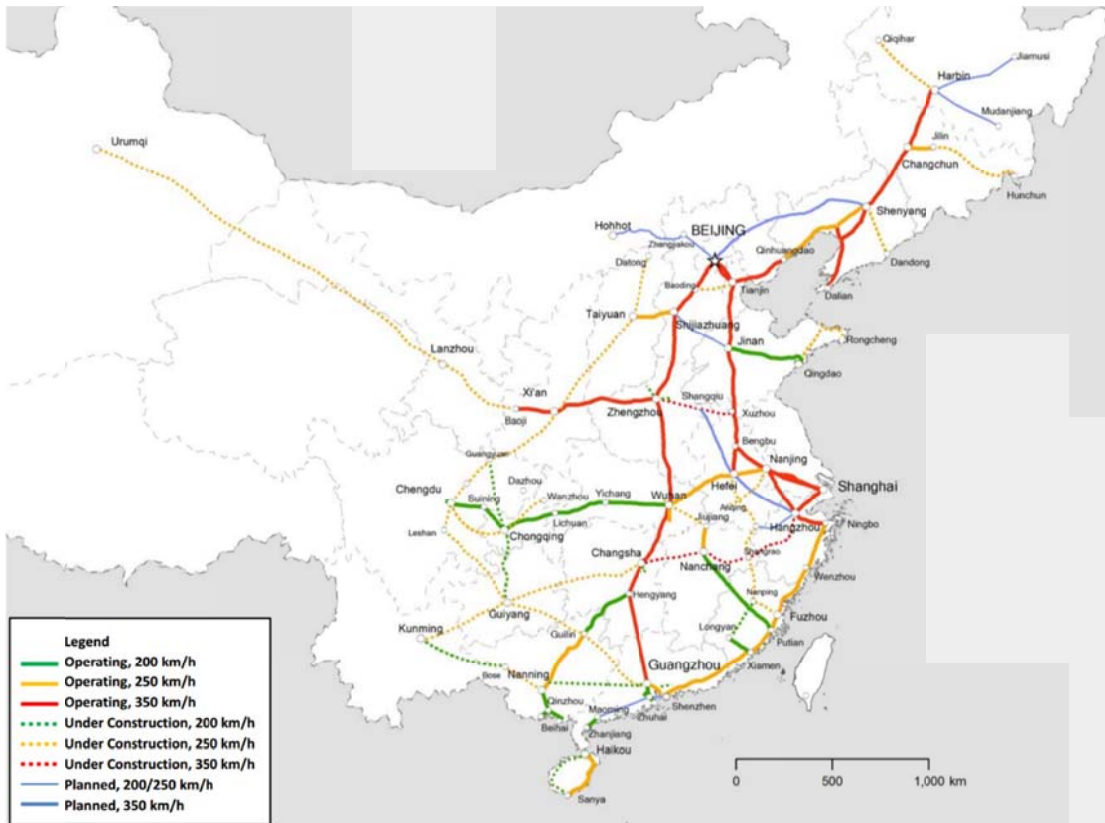 Qiqihar
Jiamusi
Harbin
Mudanjiang
Urumqi
Jilin
Changchun
Hunchun
Shenyang
Hohhot
BEIJING
Zhangjiakou
Qinhuangdao
Datong
Dandong
Baoding
Tianjin
Dalian
Taiyuan
Shijiazhuang
Rongcheng
Jinan
Lanzhou
Qingdao
Xi'an
Shangqiu
Baoji
Zhengzhou
Xuzhou
Bengbu
Guangyuan
Nanjing
Dazhou
Hefei
Shanghai
Chengdu
Suining
Wanzhou
Yichang
Wuhan
Anqing
Lichuan
Jiujiang
Hangzhou
Ningbo
Chongqing
Leshan
Changsha
Nanchang
Shangrao
Wenzhou
Hengyang
Nanping
Guiyang
Fuzhou
Kunming
Guilin
Longyan
Putian
Guangzhou
Xiamen
Bose
Nanning
Qinzhou
Maoming
Shenzhen
Beihai
Zhuhai
Zhanjiang
Haikou
Sanya
0 500 1,000 km
Legend
Operating, 200 km/h
Operating, 250 km/h
Operating, 350 km/h
Under Construction, 200 km/h
Under Construction, 250 km/h
Under Construction, 350 km/h
Planned, 200/250 km/h
Planned, 350 km/h